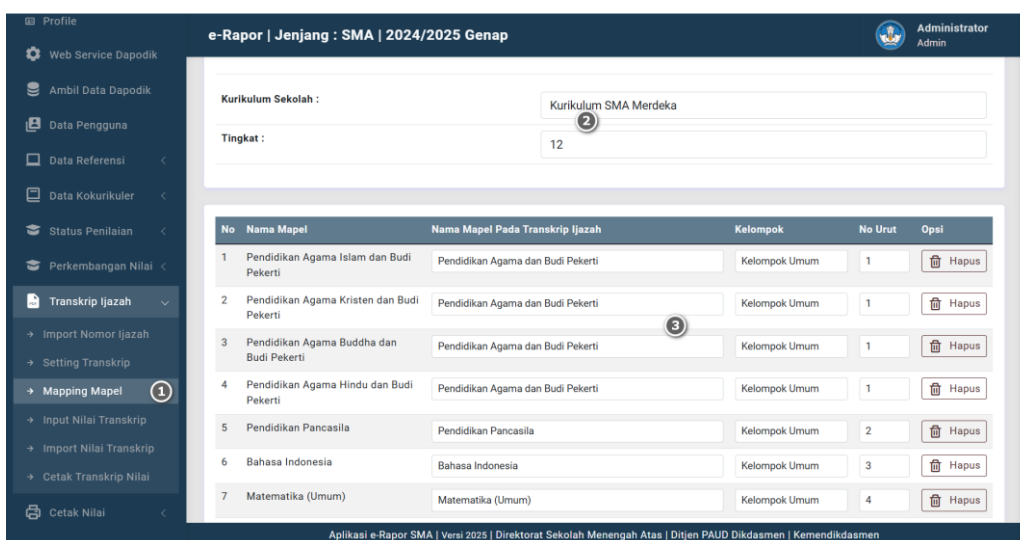 Profile
Web Service Dapodik
Ambil Data Dapodik
Data Pengguna
Data Referensi
Data Kokurikuler
Status Penilaian
Perkembangan Nilai
Transkrip Ijazah
Import Nomor Ijazah
Setting Transkrip
Mapping Mapel 1
Input Nilai Transkrip
Import Nilai Transkrip
Cetak Transkrip Nilai
Cetak Nilai
e-Rapor | Jenjang : SMA | 2024/2025 Genap
Administrator
Admin
Kurikulum Sekolah : Kurikulum SMA Merdeka
2
Tingkat : 12
No Nama Mapel Nama Mapel Pada Transkrip Ijazah Kelompok No Urut Opsi
1 Pendidikan Agama Islam dan Budi Pekerti Pendidikan Agama dan Budi Pekerti Kelompok Umum 1 Hapus
2 Pendidikan Agama Kristen dan Budi Pekerti Pendidikan Agama dan Budi Pekerti Kelompok Umum 1 Hapus
3
3 Pendidikan Agama Buddha dan Budi Pekerti Pendidikan Agama dan Budi Pekerti Kelompok Umum 1 Hapus
4 Pendidikan Agama Hindu dan Budi Pekerti Pendidikan Agama dan Budi Pekerti Kelompok Umum 1 Hapus
5 Pendidikan Pancasila Pendidikan Pancasila Kelompok Umum 2 Hapus
6 Bahasa Indonesia Bahasa Indonesia Kelompok Umum 3 Hapus
7 Matematika (Umum) Matematika (Umum) Kelompok Umum 4 Hapus
Aplikasi e-Rapor SMA | Versi 2025 | Direktorat Sekolah Menengah Atas | Ditjen PAUD Dikdasmen | Kemendikdasmen